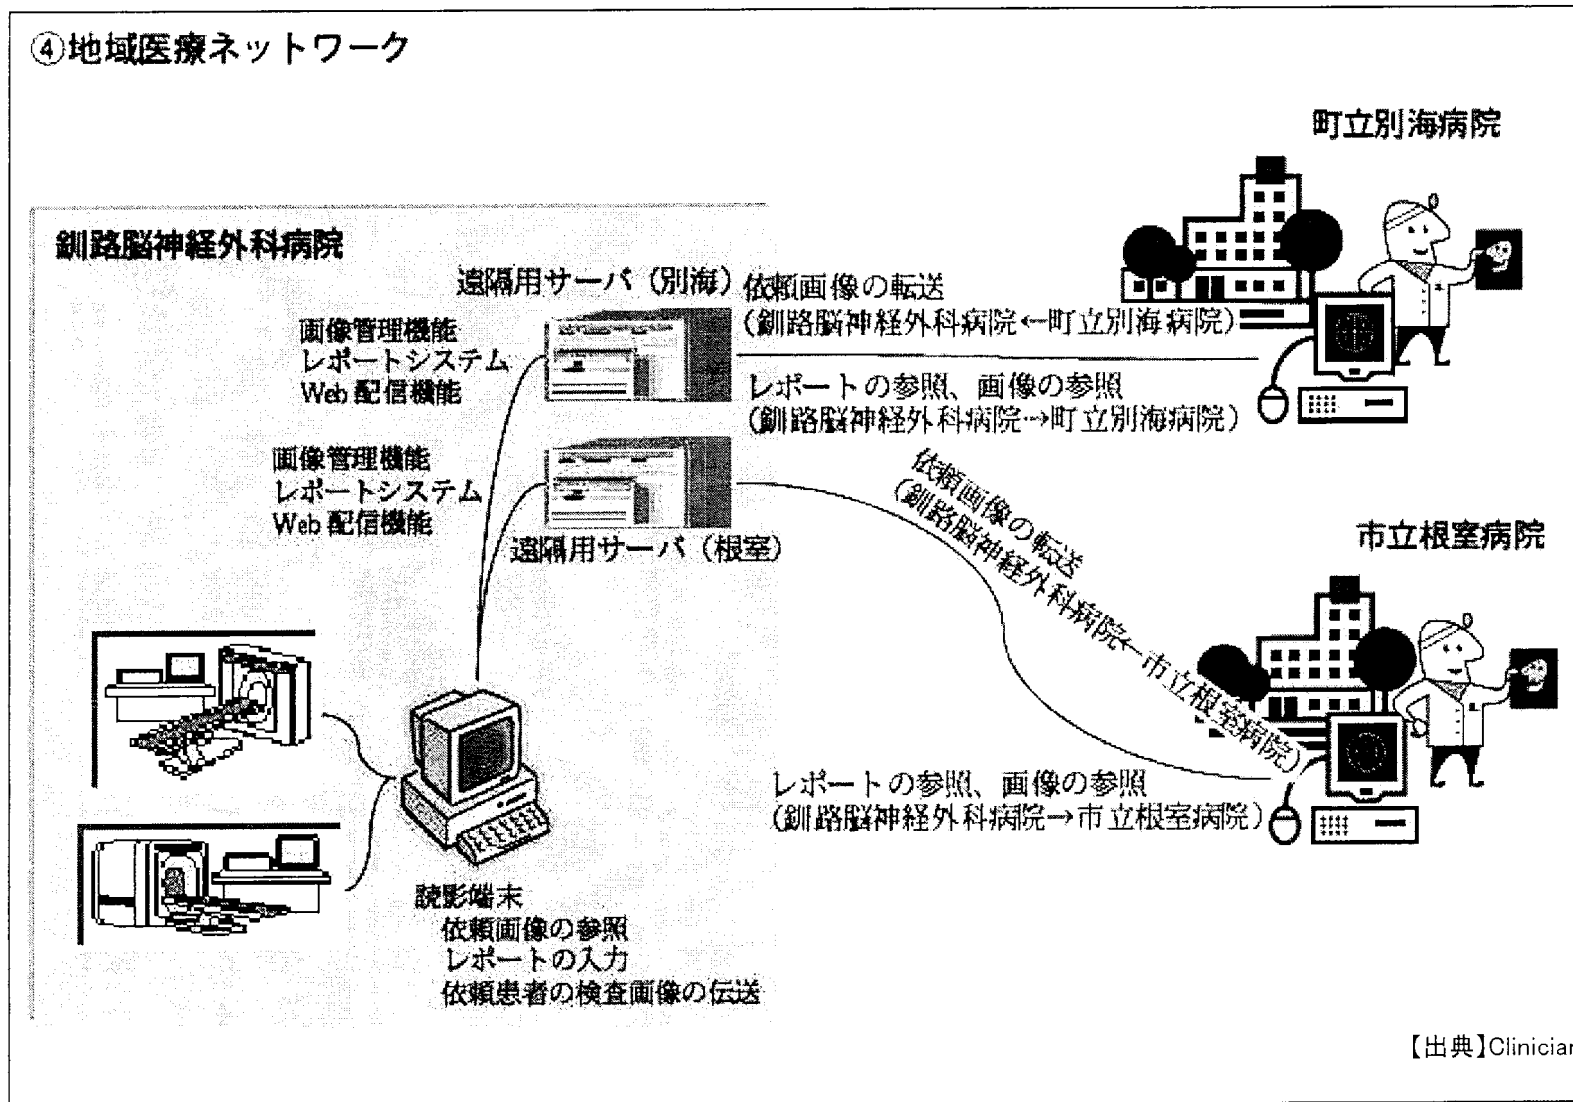 ④地域医療ネットワーク
町立別海病院
釧路脳神経外科病院
遠隔用サーバ（別海）
依頼画像の転送
（釧路脳神経外科病院←町立別海病院）
画像管理機能
レポートシステム
Web配信機能
レポートの参照、画像の参照
（釧路脳神経外科病院→町立別海病院）
画像管理機能
レポートシステム
Web配信機能
遠隔用サーバ（根室）
依頼画像の転送
（釧路脳神経外科病院←市立根室病院）
市立根室病院
レポートの参照、画像の参照
（釧路脳神経外科病院→市立根室病院）
読影端末
依頼画像の参照
レポートの入力
依頼患者の検査画像の伝送
【出典】Clinician